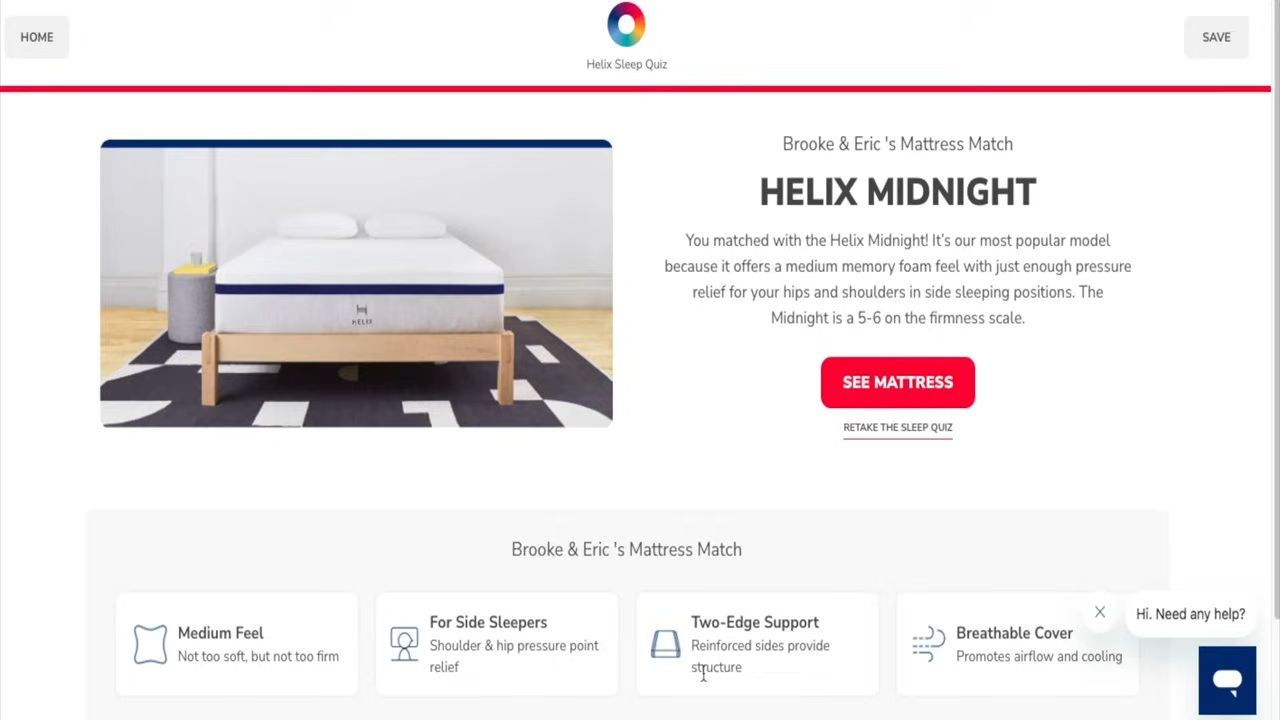 HOME
Helix Sleep Quiz
SAVE
Brooke & Eric 's Mattress Match
HELIX MIDNIGHT
You matched with the Helix Midnight! It's our most popular model
because it offers a medium memory foam feel with just enough pressure
relief for your hips and shoulders in side sleeping positions. The
Midnight is a 5-6 on the firmness scale.
SEE MATTRESS
RETAKE THE SLEEP QUIZ
HELIX
Brooke & Eric 's Mattress Match
Medium Feel
Not too soft, but not too firm
For Side Sleepers
Shoulder & hip pressure point
relief
Two-Edge Support
Reinforced sides provide
structure
Breathable Cover
Promotes airflow and cooling
Hi. Need any help?